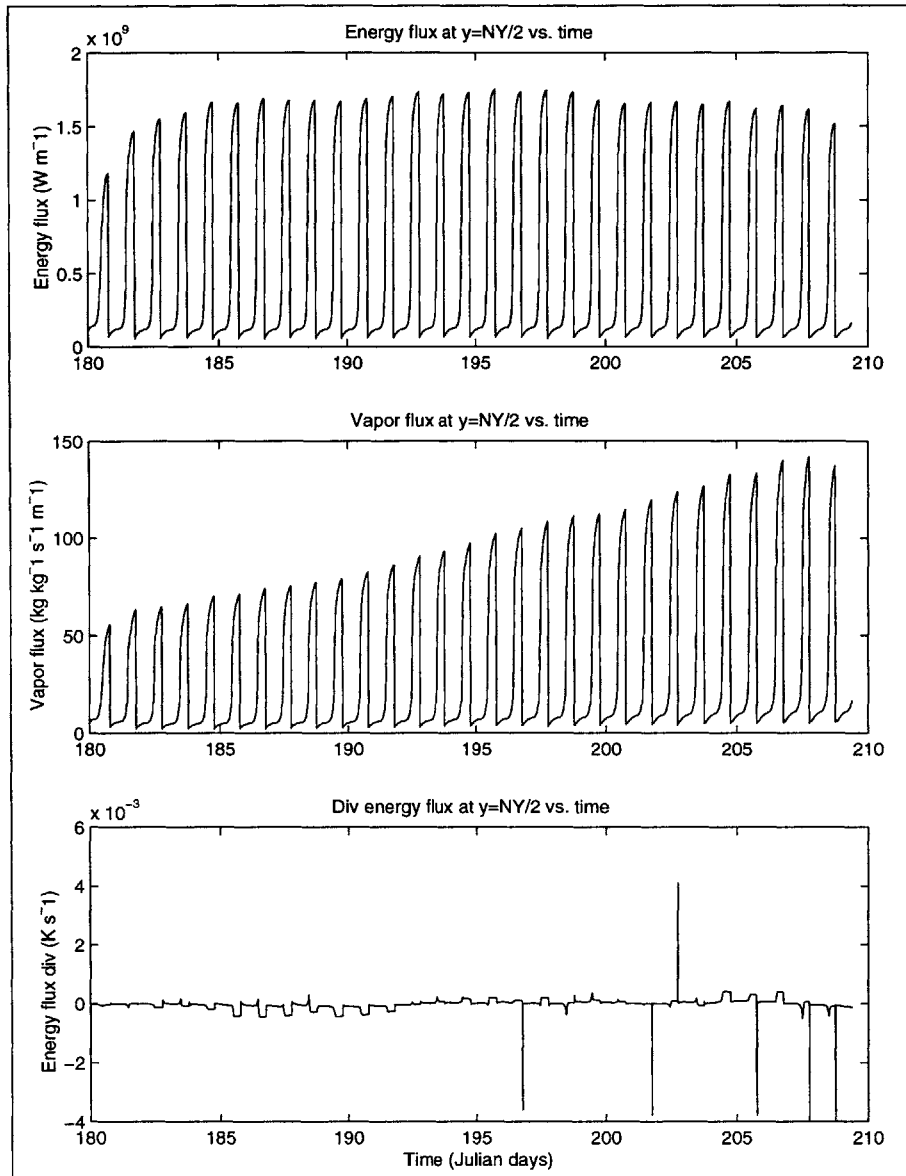 Energy flux at y=NY/2 vs. time
x 10^9
2
1.5
1
0.5
0
Energy flux (W m^-1)
180 185 190 195 200 205 210
Vapor flux at y=NY/2 vs. time
150
100
50
0
Vapor flux (kg kg^-1 s^-1 m^-1)
180 185 190 195 200 205 210
Div energy flux at y=NY/2 vs. time
x 10^-3
6
4
2
0
-2
-4
Energy flux div (K s^-1)
180 185 190 195 200 205 210
Time (Julian days)